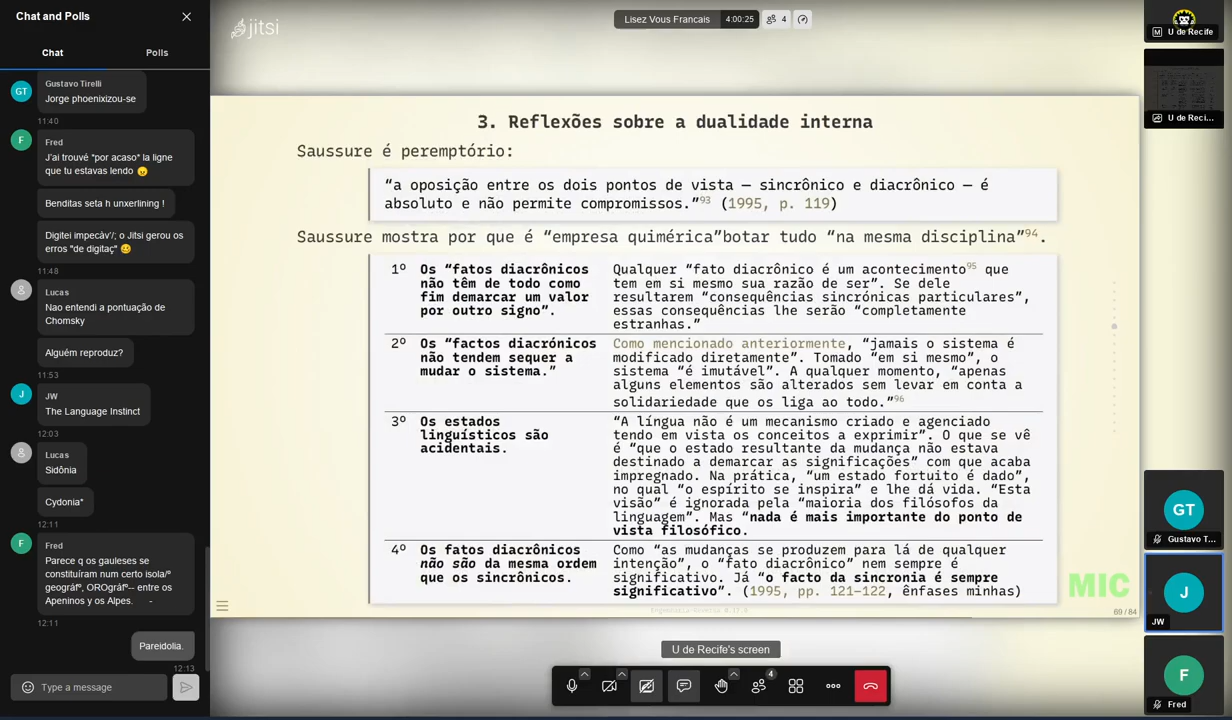 Chat and Polls
Chat
Polls
Gustavo Tirelli
GT
Jorge phoenixizou-se
11:40
Fred
F
J'ai trouvé "por acaso" la ligne
que tu estavas lendo
Benditas seta h unxerlining !
Digitei impecàv'/; o Jitsi gerou os
erros "de digitaç"
11:48
Lucas
Nao entendi a pontuação de
Chomsky
Alguém reproduz?
11:53
JW
J
The Language Instinct
12:03
Lucas
Sidônia
Cydonia*
12:11
Fred
F
Parece q os gauleses se
constituíram num certo isola/º
geográfº, OROgráfº-- entre os
Apeninos y os Alpes.
12:11
Pareidolia.
12:13
Type a message
jitsi
Lisez Vous Francais
4:00:25
4
3. Reflexões sobre a dualidade interna
Saussure é peremptório:
“a oposição entre os dois pontos de vista — sincrônico e diacrônico — é
absoluto e não permite compromissos.”93 (1995, p. 119)
Saussure mostra por que é “empresa quimérica”botar tudo “na mesma disciplina”94.
1º Os “fatos diacrônicos
não têm de todo como
fim demarcar um valor
por outro signo”.
Qualquer “fato diacrônico é um acontecimento95 que
tem em si mesmo sua razão de ser”. Se dele
resultarem “consequências sincrónicas particulares”,
essas consequências lhe serão “completamente
estranhas.”
2º Os “factos diacrónicos
não tendem sequer a
mudar o sistema.”
Como mencionado anteriormente, “jamais o sistema é
modificado diretamente”. Tomado “em si mesmo”, o
sistema “é imutável”. A qualquer momento, “apenas
alguns elementos são alterados sem levar em conta a
solidariedade que os liga ao todo.”96
3º Os estados
linguísticos são
acidentais.
“A língua não é um mecanismo criado e agenciado
tendo em vista os conceitos a exprimir”. O que se vê
é “que o estado resultante da mudança não estava
destinado a demarcar as significações” com que acaba
impregnado. Na prática, “um estado fortuito é dado”,
no qual “o espírito se inspira” e lhe dá vida. “Esta
visão” é ignorada pela “maioria dos filósofos da
linguagem”. Mas “nada é mais importante do ponto de
vista filosófico.
4º Os fatos diacrônicos
não são da mesma ordem
que os sincrônicos.
Como “as mudanças se produzem para lá de qualquer
intenção”, o “fato diacrônico” nem sempre é
significativo. Já “o facto da sincronia é sempre
significativo”. (1995, pp. 121–122, ênfases minhas)
MIC
69 / 84
U de Recife's screen
4
U de Recife
M
U de Reci...
GT
Gustavo T...
J
JW
F
Fred